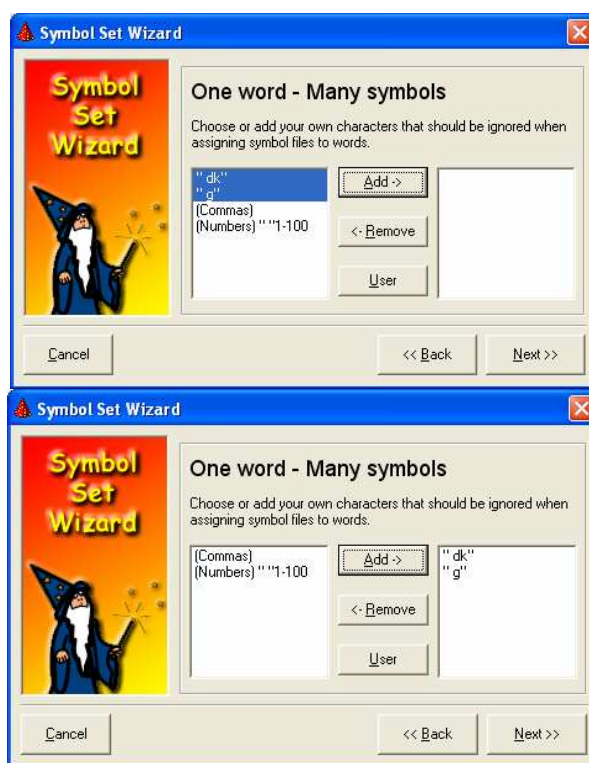 Symbol Set Wizard
Symbol
Set
Wizard
One word - Many symbols
Choose or add your own characters that should be ignored when
assigning symbol files to words.
" dk"
" g"
(Commas)
(Numbers) " "1-100
Add ->
<- Remove
User
Cancel
<< Back
Next >>
Symbol Set Wizard
Symbol
Set
Wizard
One word - Many symbols
Choose or add your own characters that should be ignored when
assigning symbol files to words.
(Commas)
(Numbers) " "1-100
Add ->
<- Remove
User
" dk"
" g"
Cancel
<< Back
Next >>